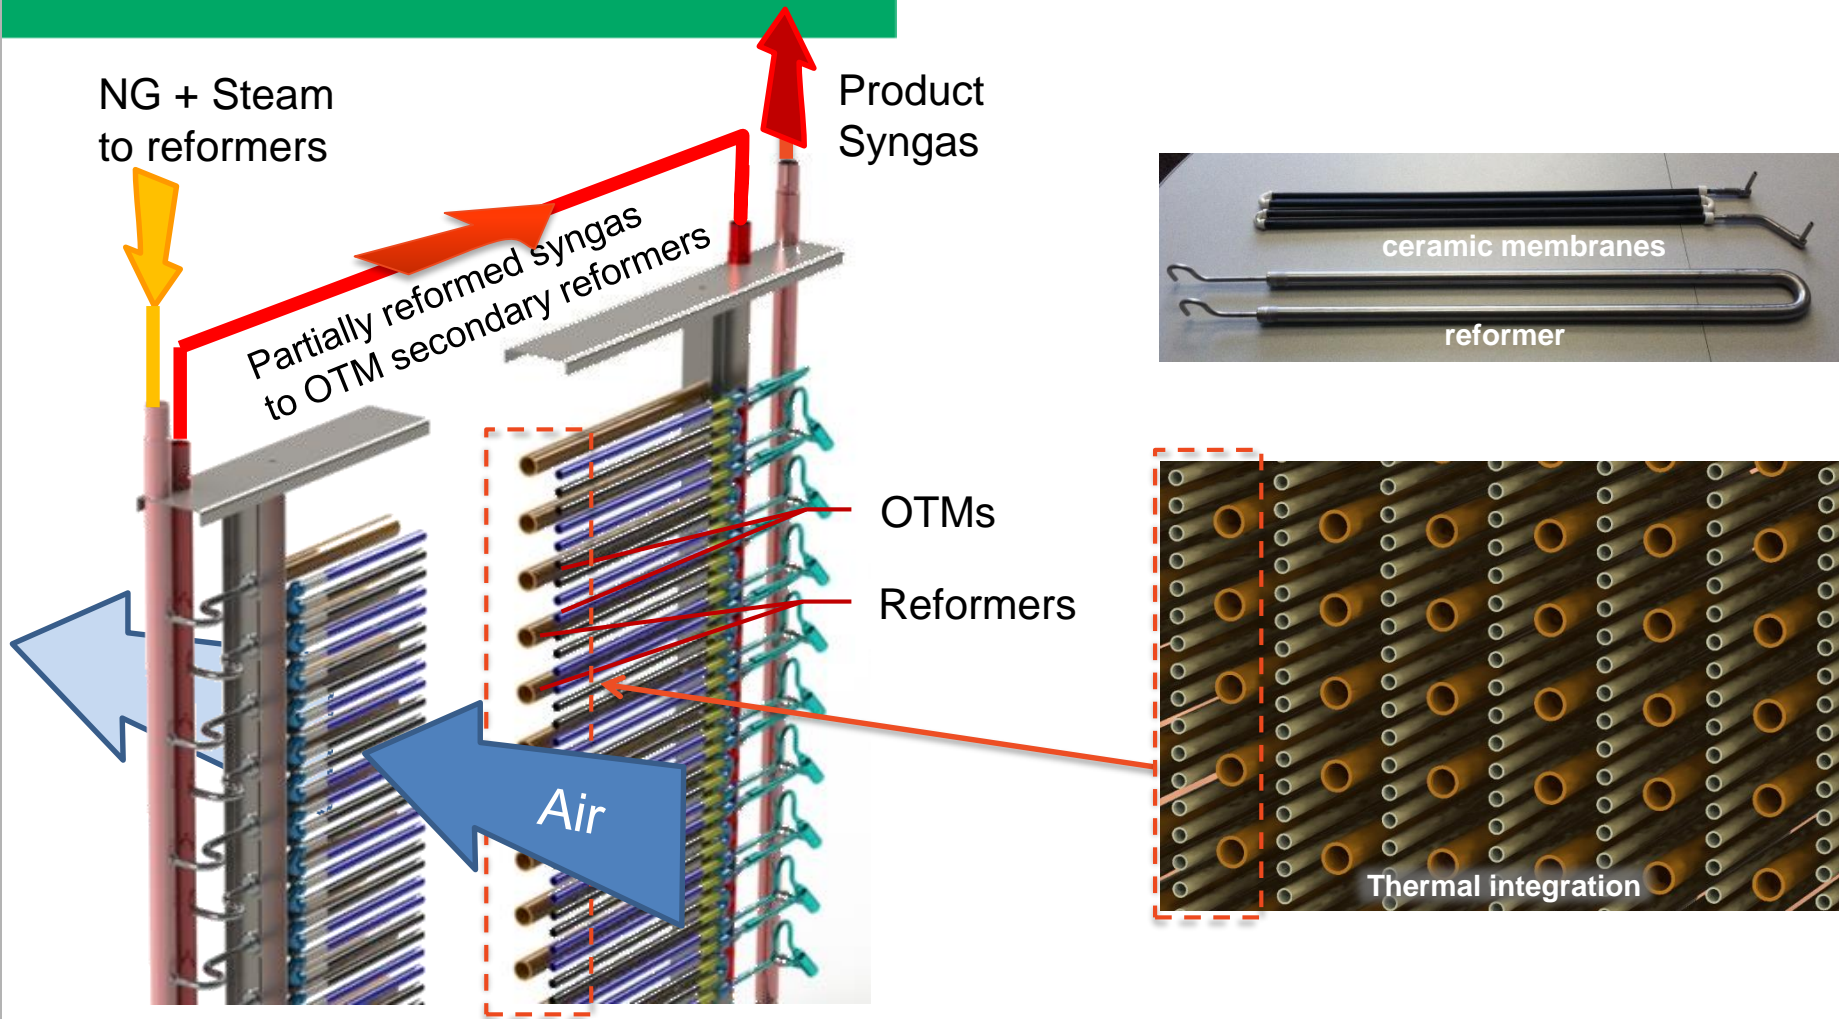 NG + Steam
to reformers
Product
Syngas
Partially reformed syngas
to OTM secondary reformers
OTMs
Reformers
Air
ceramic membranes
reformer
Thermal integration